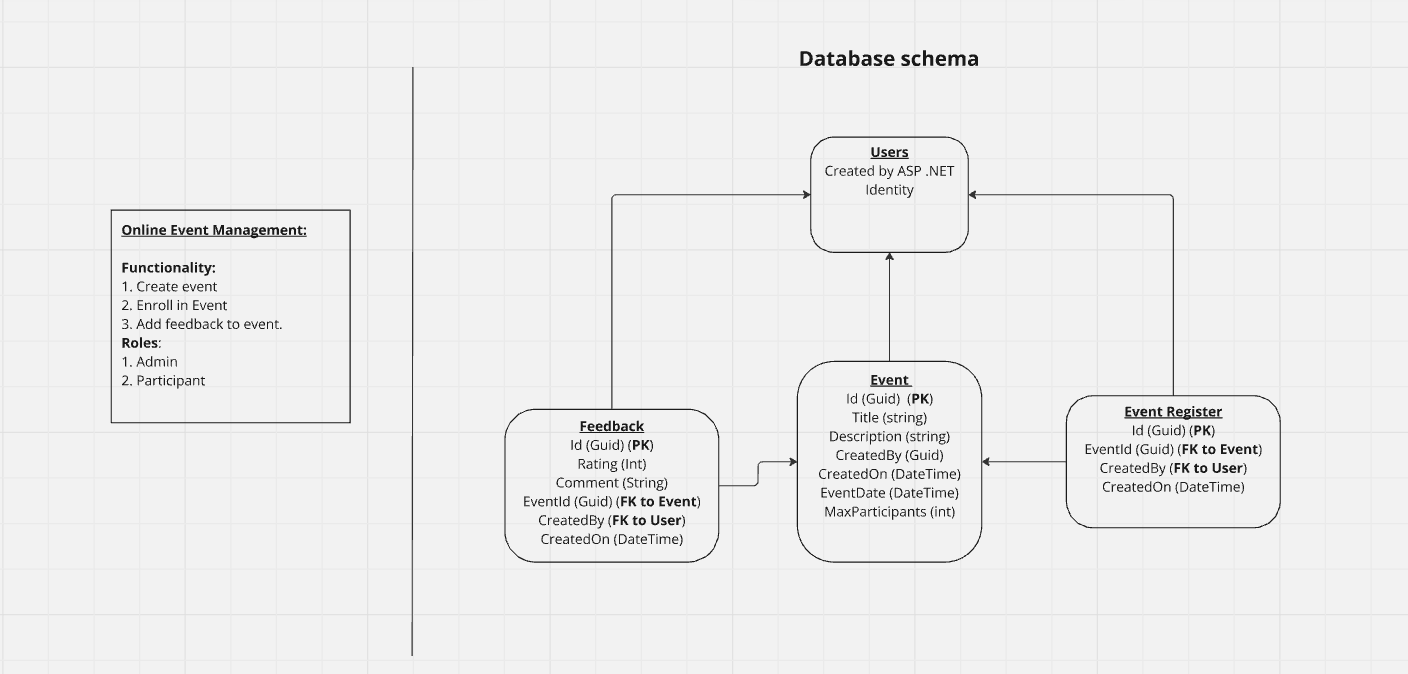 Database schema
Online Event Management:
Functionality:
1. Create event
2. Enroll in Event
3. Add feedback to event.
Roles:
1. Admin
2. Participant
Users
Created by ASP .NET
Identity
Feedback
Id (Guid) (PK)
Rating (Int)
Comment (String)
EventId (Guid) (FK to Event)
CreatedBy (FK to User)
CreatedOn (DateTime)
Event
Id (Guid) (PK)
Title (string)
Description (string)
CreatedBy (Guid)
CreatedOn (DateTime)
EventDate (DateTime)
MaxParticipants (int)
Event Register
Id (Guid) (PK)
EventId (Guid) (FK to Event)
CreatedBy (FK to User)
CreatedOn (DateTime)